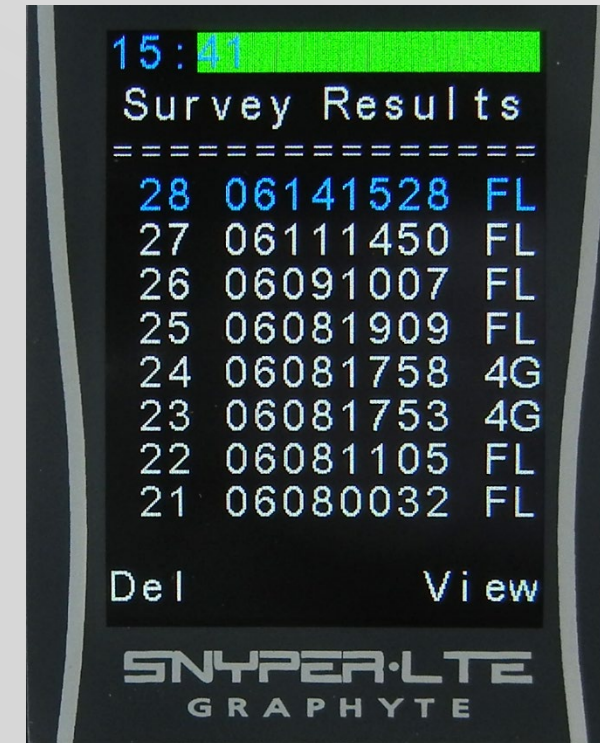 15:41
Survey Results
===============
28 06141528 FL
27 06111450 FL
26 06091007 FL
25 06081909 FL
24 06081758 4G
23 06081753 4G
22 06081105 FL
21 06080032 FL
Del View
SNYPER·LTE
GRAPHYTE